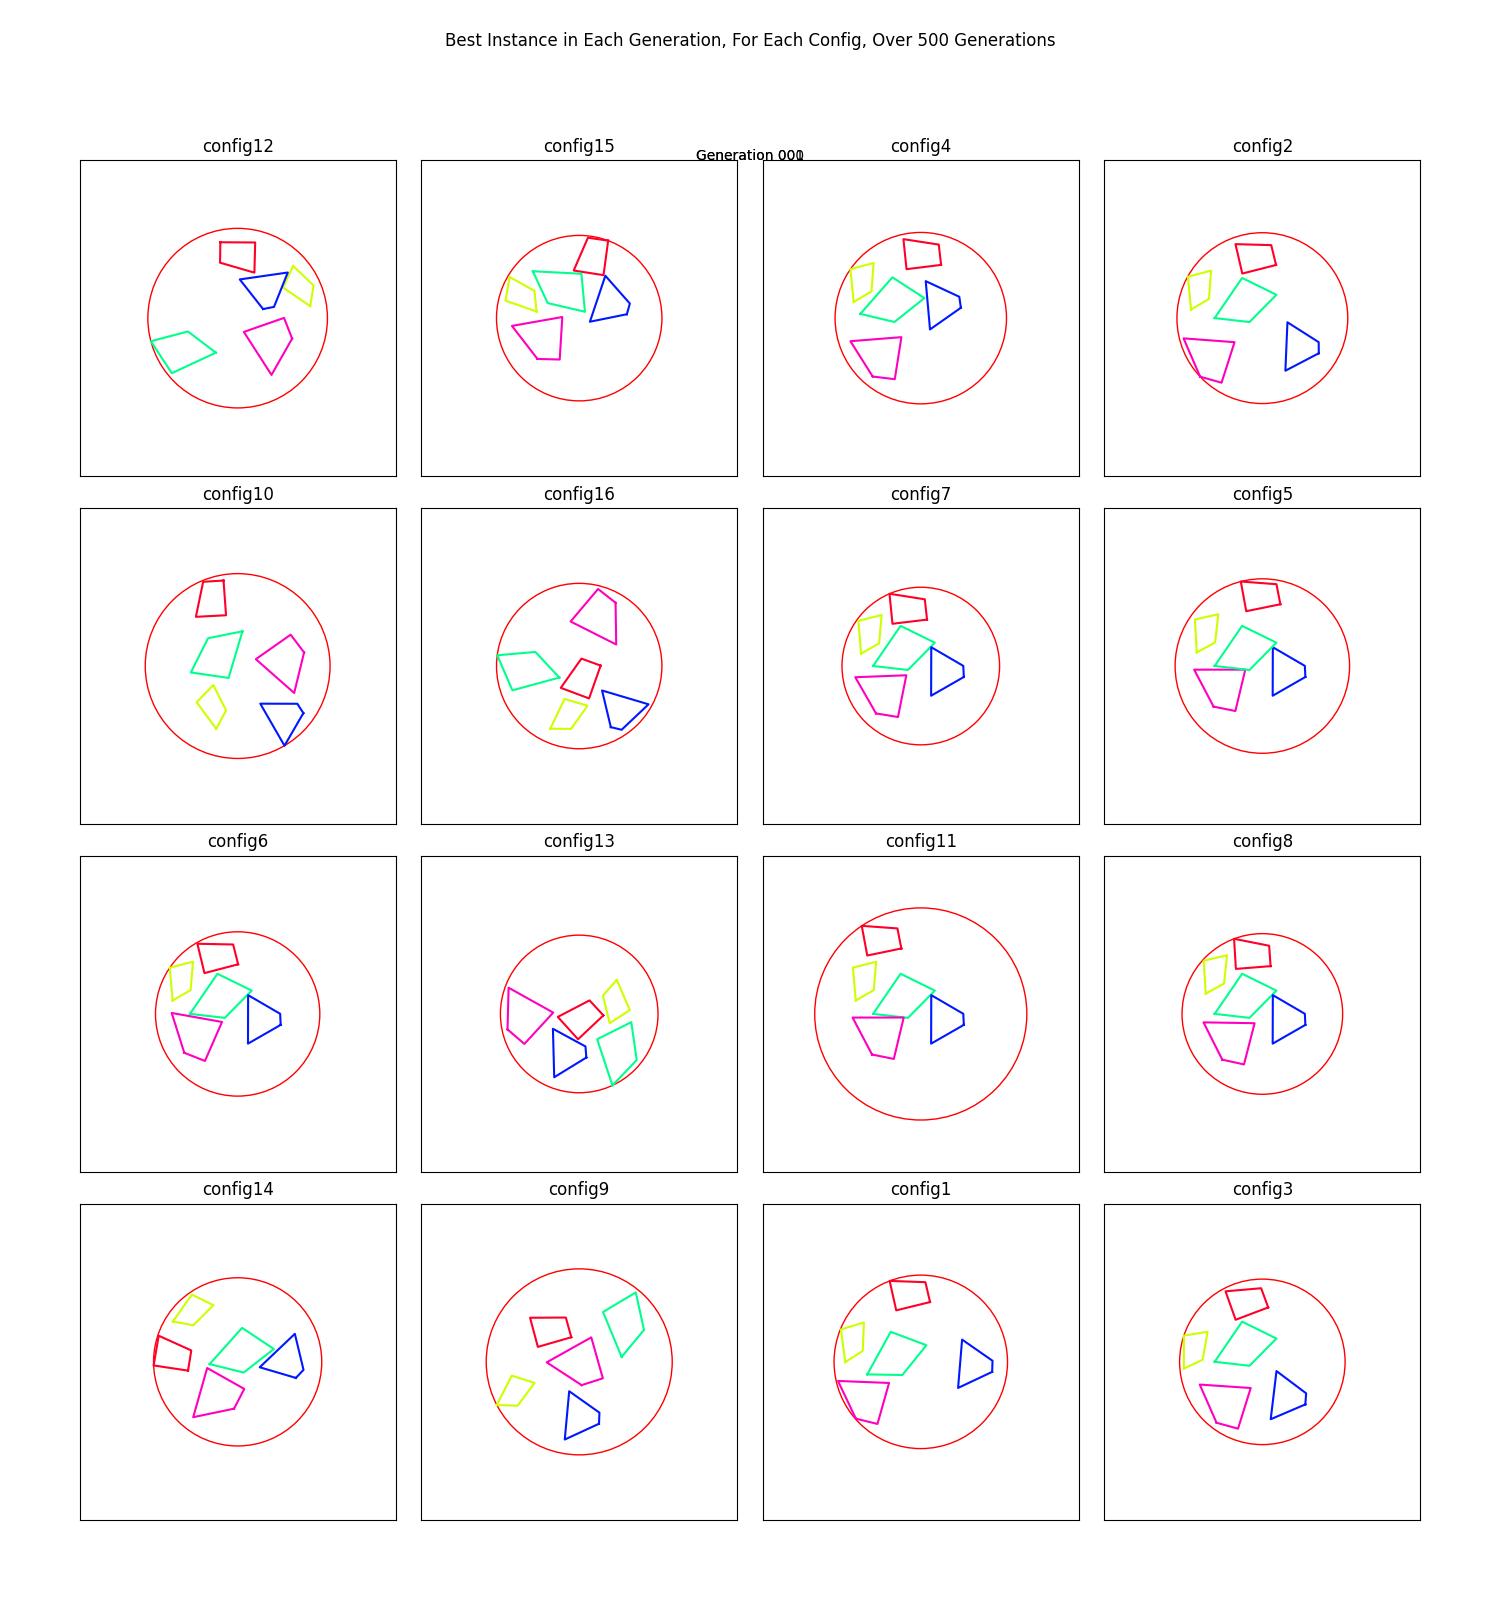 Best Instance in Each Generation, For Each Config, Over 500 Generations
Generation
config12
config15
config4
config2
config10
config16
config7
config5
config6
config13
config11
config8
config14
config9
config1
config3